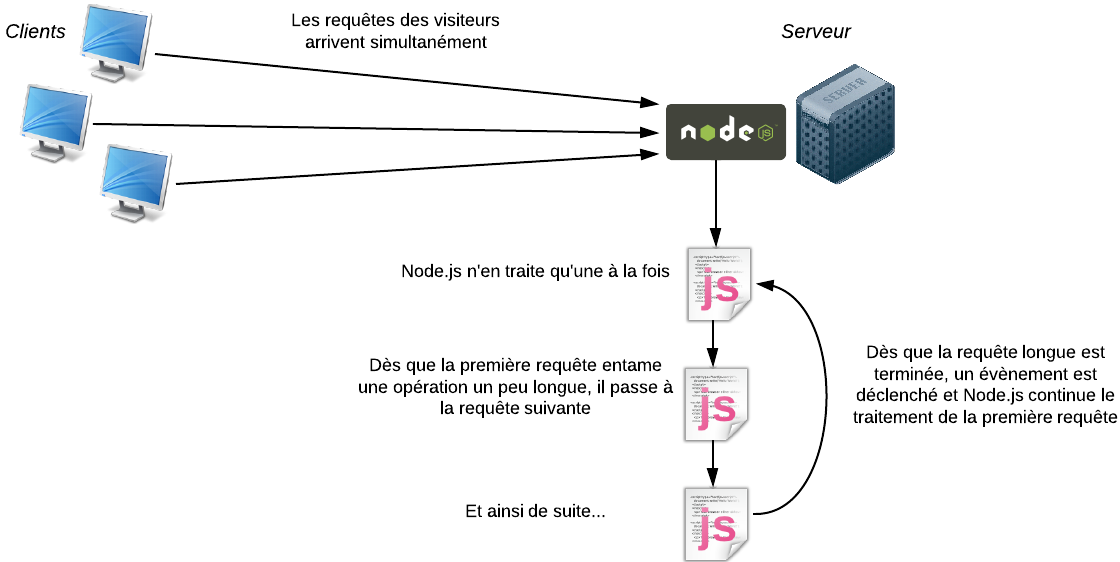 Clients
Les requêtes des visiteurs
arrivent simultanément
Serveur
SERVER
node
JS
Node.js n'en traite qu'une à la fois
js
Dès que la première requête entame
une opération un peu longue, il passe à
la requête suivante
js
Dès que la requête longue est
terminée, un évènement est
déclenché et Node.js continue le
traitement de la première requête
Et ainsi de suite...
js